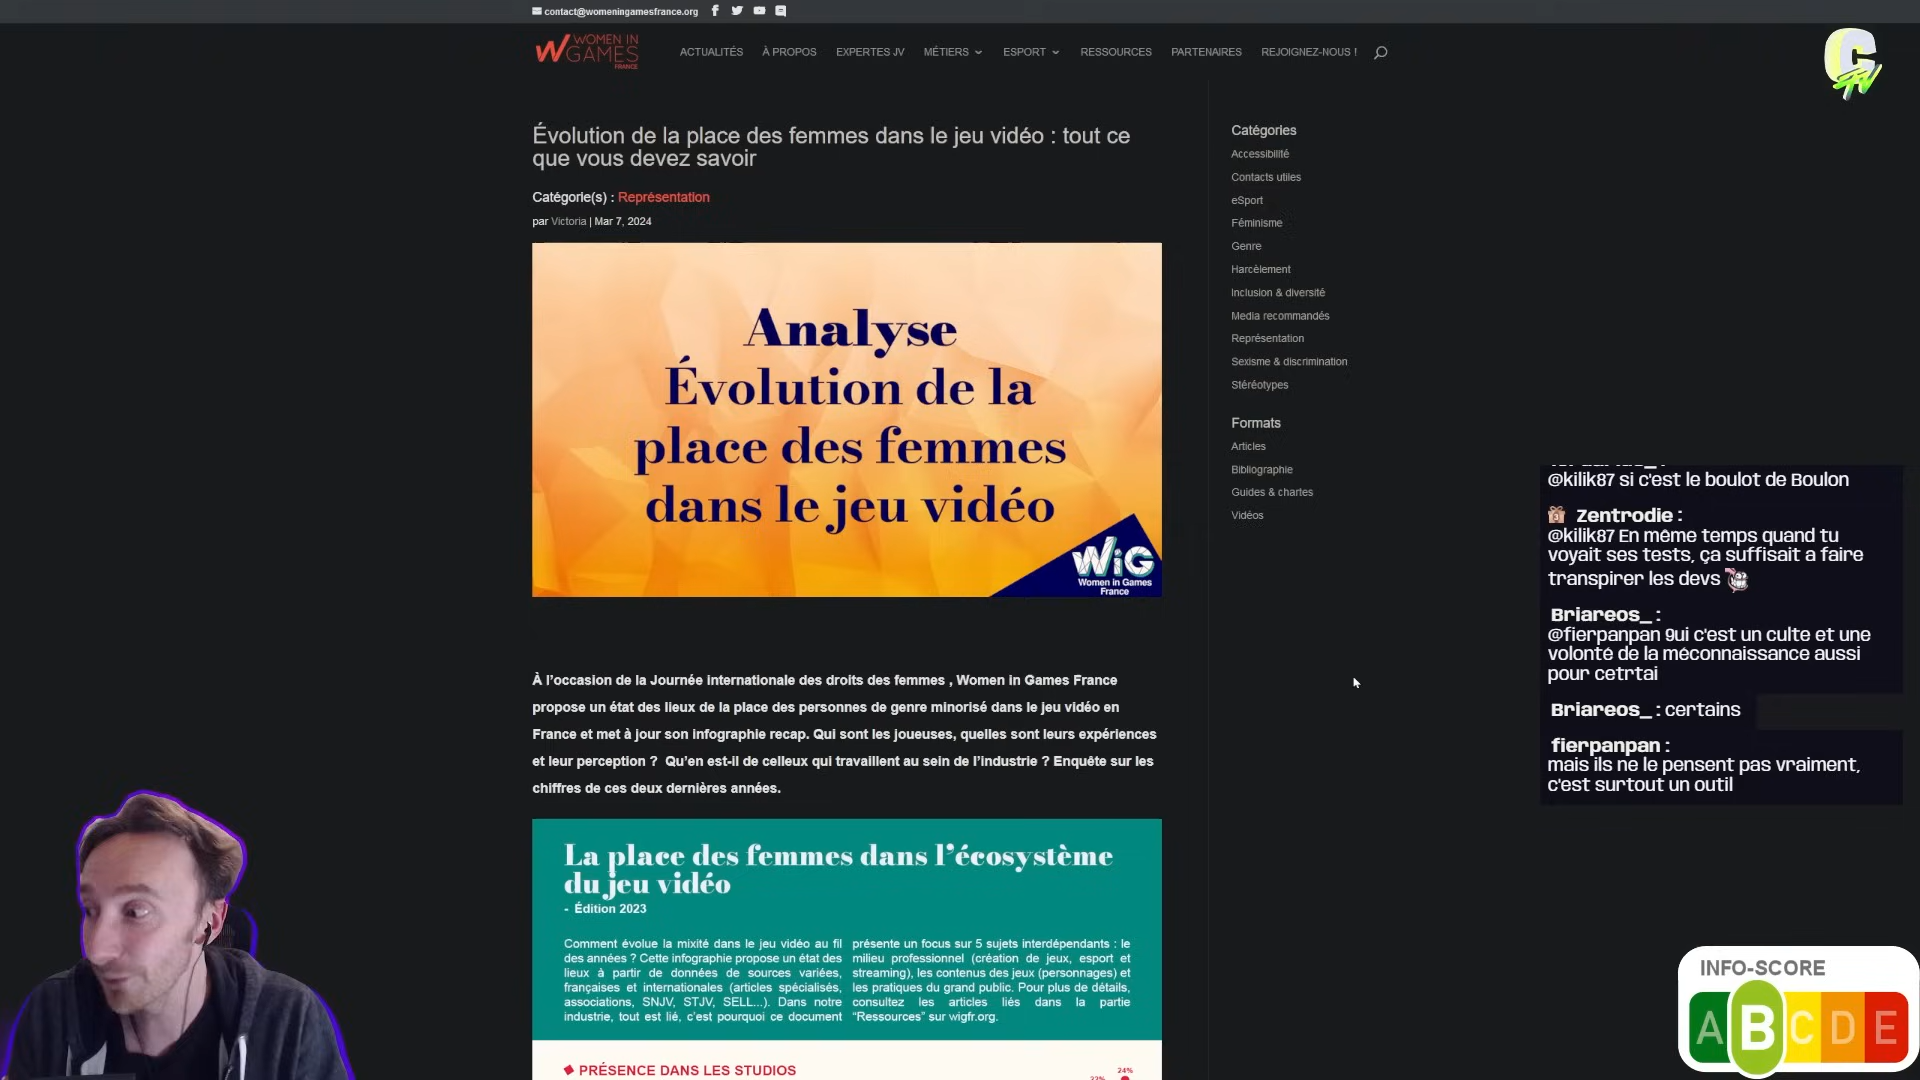 contact@womeningamesfrance.org
WOMEN IN
GAMES
FRANCE
ACTUALITÉS
À PROPOS
EXPERTES JV
MÉTIERS
ESPORT
RESSOURCES
PARTENAIRES
REJOIGNEZ-NOUS !
Évolution de la place des femmes dans le jeu vidéo : tout ce
que vous devez savoir
Catégorie(s) : Représentation
par Victoria | Mar 7, 2024
Analyse
Évolution de la
place des femmes
dans le jeu vidéo
WiG
Women in Games
France
À l’occasion de la Journée internationale des droits des femmes , Women in Games France
propose un état des lieux de la place des personnes de genre minorisé dans le jeu vidéo en
France et met à jour son infographie recap. Qui sont les joueuses, quelles sont leurs expériences
et leur perception ? Qu’en est-il de celleux qui travaillent au sein de l’industrie ? Enquête sur les
chiffres de ces deux dernières années.
La place des femmes dans l’écosystème
du jeu vidéo
- Édition 2023
Comment évolue la mixité dans le jeu vidéo au fil
des années ? Cette infographie propose un état des
lieux à partir de données de sources variées,
françaises et internationales (articles spécialisés,
associations, SNJV, STJV, SELL...). Dans notre
industrie, tout est lié, c’est pourquoi ce document
présente un focus sur 5 sujets interdépendants : le
milieu professionnel (création de jeux, esport et
streaming), les contenus des jeux (personnages) et
les pratiques du grand public. Pour plus de détails,
consultez les articles liés dans la partie
“Ressources” sur wigfr.org.
PRÉSENCE DANS LES STUDIOS
22%
24%
Catégories
Accessibilité
Contacts utiles
eSport
Féminisme
Genre
Harcèlement
Inclusion & diversité
Media recommandés
Représentation
Sexisme & discrimination
Stéréotypes
Formats
Articles
Bibliographie
Guides & chartes
Vidéos
@kilik87 si c'est le boulot de Boulon
Zentrodie :
@kilik87 En même temps quand tu
voyait ses tests, ça suffisait a faire
transpirer les devs
Briareos_ :
@fierpanpan 9ui c'est un culte et une
volonté de la méconnaissance aussi
pour cetrtai
Briareos_ : certains
fierpanpan :
mais ils ne le pensent pas vraiment,
c'est surtout un outil
INFO-SCORE
A B C D E